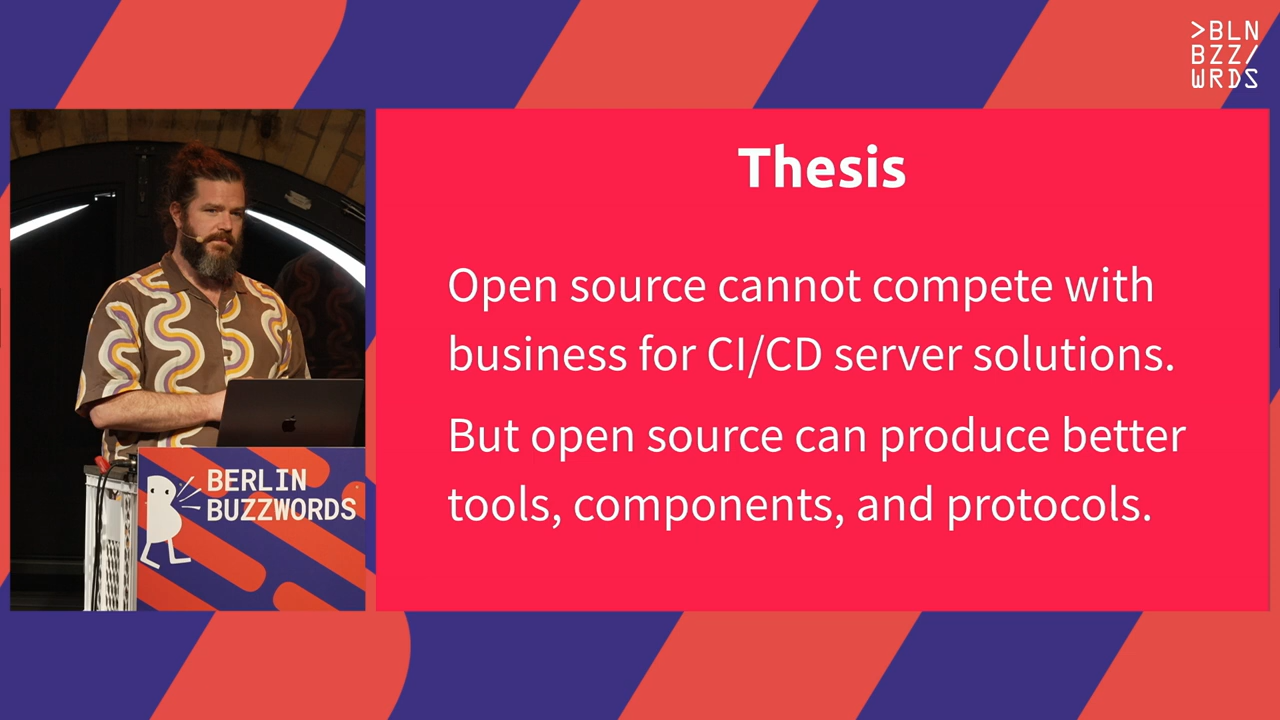 >BLN
BZZ/
WRDS
Thesis
Open source cannot compete with
business for CI/CD server solutions.
But open source can produce better
tools, components, and protocols.
BERLIN
BUZZWORDS